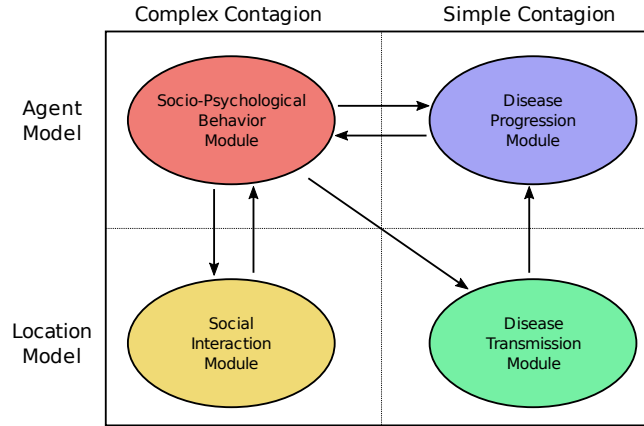 Complex Contagion
Simple Contagion
Agent
Model
Socio-Psychological
Behavior
Module
Disease
Progression
Module
Location
Model
Social
Interaction
Module
Disease
Transmission
Module